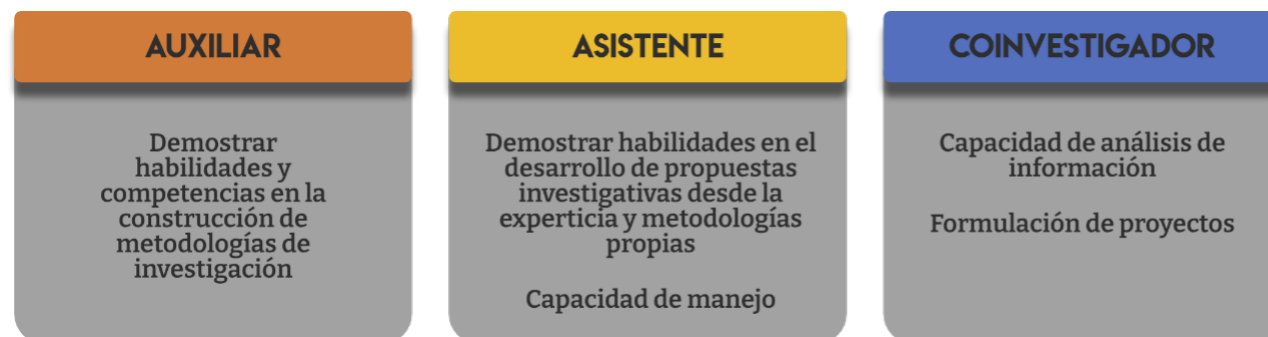 AUXILIAR
Demostrar
habilidades y
competencias en la
construcción de
metodologías de
investigación
ASISTENTE
Demostrar habilidades en el
desarrollo de propuestas
investigativas desde la
experticia y metodologías
propias
Capacidad de manejo
COINVESTIGADOR
Capacidad de análisis de
información
Formulación de proyectos